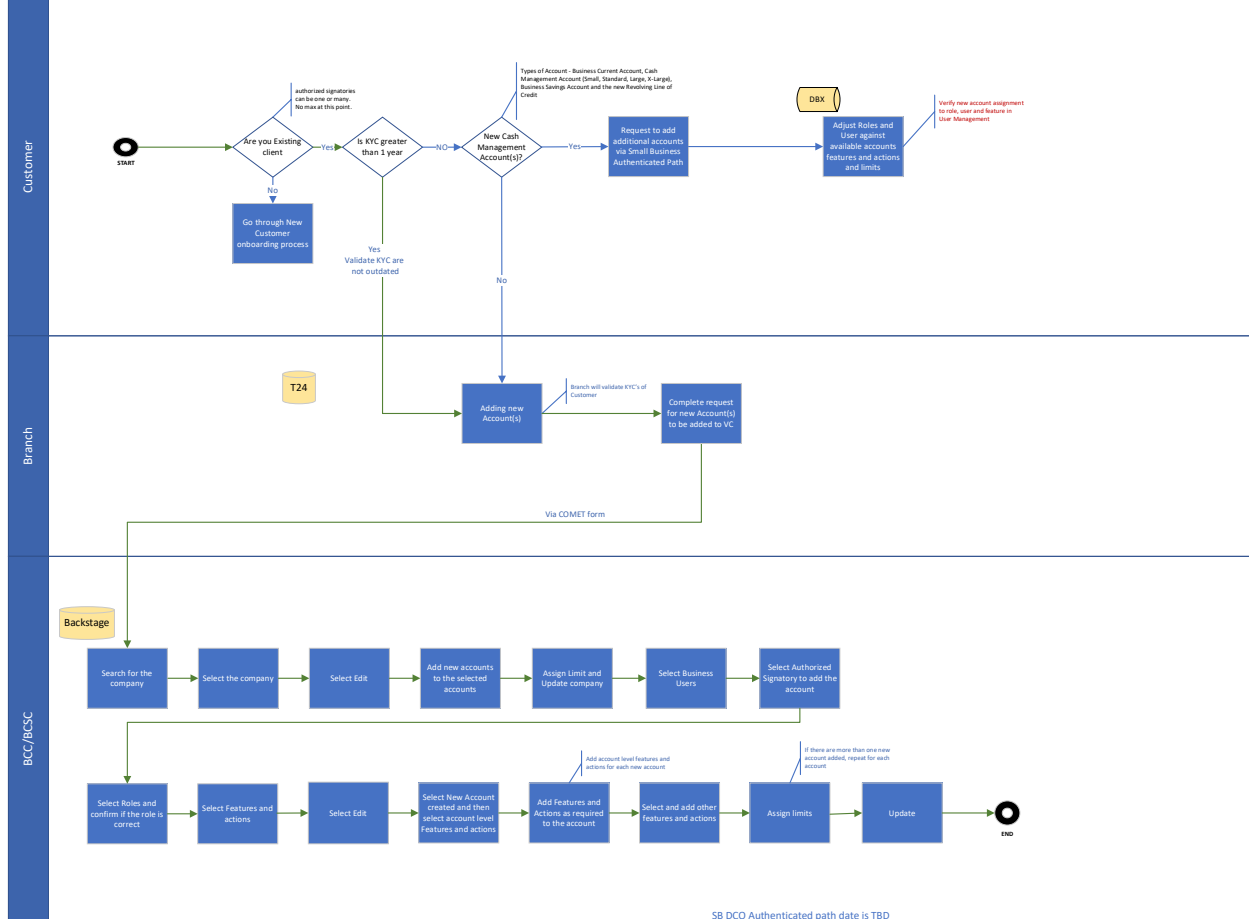 Customer
Types of Account - Business Current Account, Cash
Management Account (Small, Standard, Large, X-Large),
Business Savings Account and the new Revolving Line of
Credit
authorized signatories
can be one or many.
No max at this point.
DBX
Verify new account assignment
to role, user and feature in
User Management
START
Are you Existing
client
Yes
Is KYC greater
than 1 year
NO
New Cash
Management
Account(s)?
Yes
Request to add
additional accounts
via Small Business
Authenticated Path
Adjust Roles and
User against
available accounts
features and actions
and limits
No
Go through New
Customer
onboarding process
Yes
Validate KYC are
not outdated
No
Branch
T24
Adding new
Account(s)
Branch will validate KYC's of
Customer
Complete request
for new Account(s)
to be added to VC
Via COMET form
BCC/BCSC
Backstage
Search for the
company
Select the company
Select Edit
Add new accounts
to the selected
accounts
Assign Limit and
Update company
Select Business
Users
Select Authorized
Signatory to add the
account
Add account level features and
actions for each new account
If there are more than one new
account added, repeat for each
account
Select Roles and
confirm if the role is
correct
Select Features and
actions
Select Edit
Select New Account
created and then
select account level
Features and actions
Add Features and
Actions as required
to the account
Select and add other
features and actions
Assign limits
Update
END
SB DCO Authenticated path date is TBD